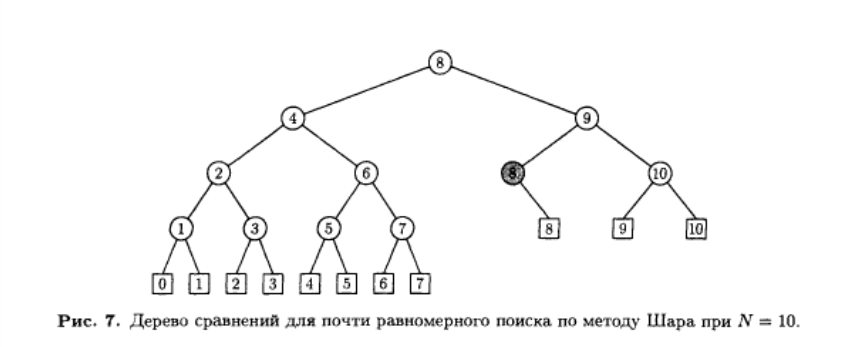 8
4 9
2 6 8 10
1 3 5 7 8 9 10
0 1 2 3 4 5 6 7
Рис. 7. Дерево сравнений для почти равномерного поиска по методу Шара при N = 10.